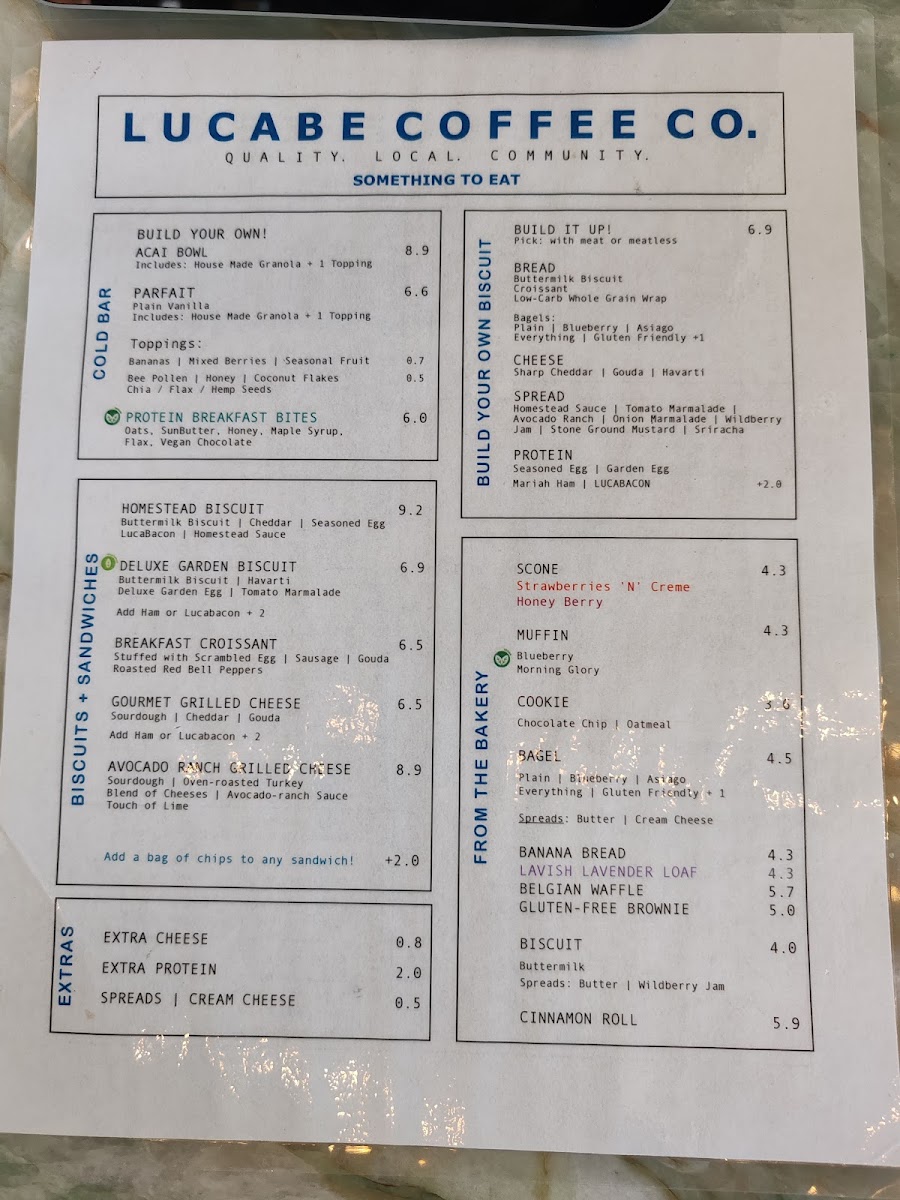 LUCABE COFFEE CO.
QUALITY. LOCAL. COMMUNITY.
SOMETHING TO EAT
COLD BAR
BUILD YOUR OWN!
ACAI BOWL 8.9
Includes: House Made Granola + 1 Topping
PARFAIT 6.6
Plain Vanilla
Includes: House Made Granola + 1 Topping
Toppings:
Bananas | Mixed Berries | Seasonal Fruit 0.7
Bee Pollen | Honey | Coconut Flakes 0.5
Chia / Flax / Hemp Seeds
PROTEIN BREAKFAST BITES 6.0
Oats, SunButter, Honey, Maple Syrup,
Flax, Vegan Chocolate
BISCUITS + SANDWICHES
HOMESTEAD BISCUIT 9.2
Buttermilk Biscuit | Cheddar | Seasoned Egg
LucaBacon | Homestead Sauce
DELUXE GARDEN BISCUIT 6.9
Buttermilk Biscuit | Havarti
Deluxe Garden Egg | Tomato Marmalade
Add Ham or Lucabacon + 2
BREAKFAST CROISSANT 6.5
Stuffed with Scrambled Egg | Sausage | Gouda
Roasted Red Bell Peppers
GOURMET GRILLED CHEESE 6.5
Sourdough | Cheddar | Gouda
Add Ham or Lucabacon + 2
AVOCADO RANCH GRILLED CHEESE 8.9
Sourdough | Oven-roasted Turkey
Blend of Cheeses | Avocado-ranch Sauce
Touch of Lime
Add a bag of chips to any sandwich! +2.0
EXTRAS
EXTRA CHEESE 0.8
EXTRA PROTEIN 2.0
SPREADS | CREAM CHEESE 0.5
BUILD YOUR OWN BISCUIT
BUILD IT UP! 6.9
Pick: with meat or meatless
BREAD
Buttermilk Biscuit
Croissant
Low-Carb Whole Grain Wrap
Bagels:
Plain | Blueberry | Asiago
Everything | Gluten Friendly +1
CHEESE
Sharp Cheddar | Gouda | Havarti
SPREAD
Homestead Sauce | Tomato Marmalade |
Avocado Ranch | Onion Marmalade | Wildberry
Jam | Stone Ground Mustard | Sriracha
PROTEIN
Seasoned Egg | Garden Egg
Mariah Ham | LUCABACON +2.0
FROM THE BAKERY
SCONE 4.3
Strawberries 'N' Creme
Honey Berry
MUFFIN 4.3
Blueberry
Morning Glory
COOKIE 3.6
Chocolate Chip | Oatmeal
BAGEL 4.5
Plain | Blueberry | Asiago
Everything | Gluten Friendly + 1
Spreads: Butter | Cream Cheese
BANANA BREAD 4.3
LAVISH LAVENDER LOAF 4.3
BELGIAN WAFFLE 5.7
GLUTEN-FREE BROWNIE 5.0
BISCUIT 4.0
Buttermilk
Spreads: Butter | Wildberry Jam
CINNAMON ROLL 5.9